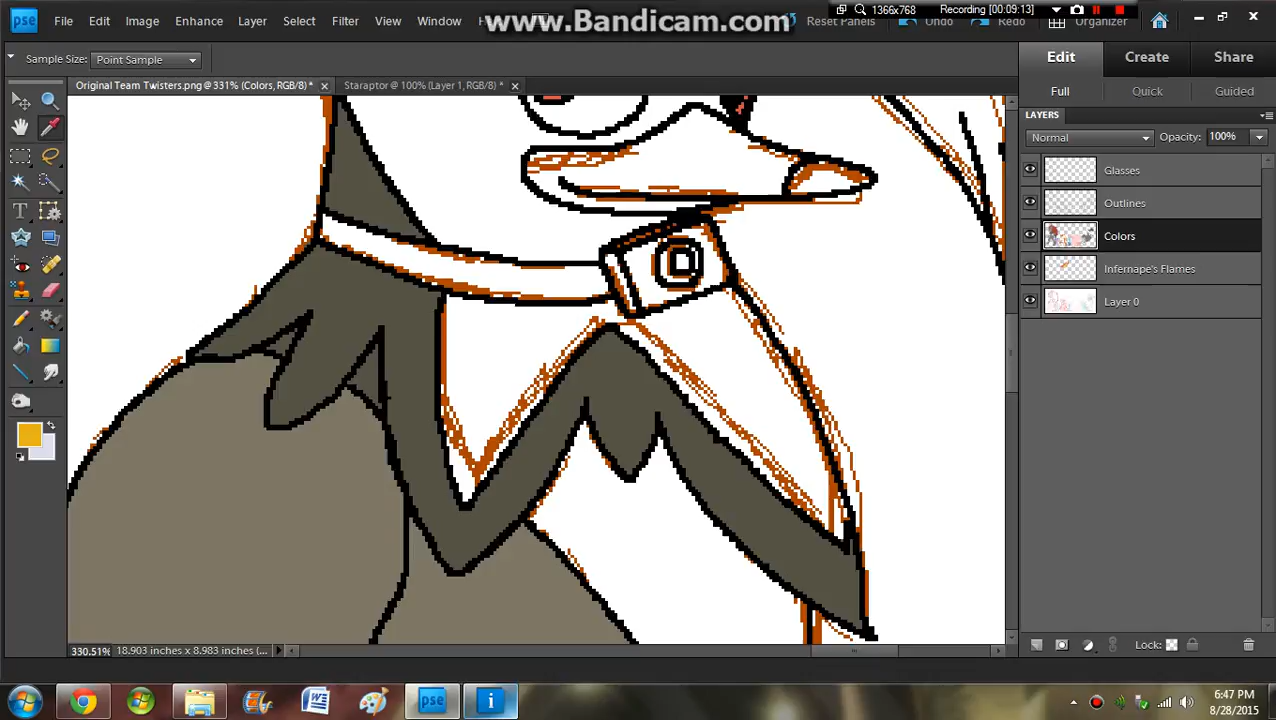 www.Bandicam.com
1366x768 Recording [00:09:13]
pse File Edit Image Enhance Layer Select Filter View Window Reset Panels Undo Redo Organizer
Sample Size: Point Sample
Edit Create Share
Original Team Twisters.png @ 331% (Colors, RGB/8) * Staraptor @ 100% (Layer 1, RGB/8) *
Full Quick
LAYERS
Normal Opacity: 100%
Glasses
Outlines
Colors
Layer 0
330.51% 18.903 inches x 8.983 inches (...
Lock:
pse
6:47 PM
8/28/2015